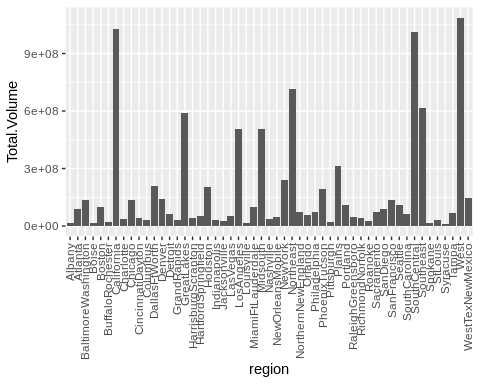 Total.Volume
9e+08
6e+08
3e+08
0e+00
Albany
Atlanta
BaltimoreWashington
Boise
Boston
BuffaloRochester
California
Charlotte
Chicago
CincinnatiDayton
Columbus
DallasFtWorth
Denver
Detroit
GrandRapids
GreatLakes
HarrisburgScranton
HartfordSpringfield
Houston
Indianapolis
Jacksonville
LasVegas
LosAngeles
Louisville
MiamiFtLauderdale
Midsouth
Nashville
NewOrleansMobile
NewYork
Northeast
NorthernNewEngland
Orlando
Philadelphia
PhoenixTucson
Pittsburgh
Plains
Portland
RaleighGreensboro
RichmondNorfolk
Roanoke
Sacramento
SanDiego
SanFrancisco
Seattle
SouthCarolina
SouthCentral
Southeast
Spokane
StLouis
Syracuse
Tampa
West
WestTexNewMexico
region